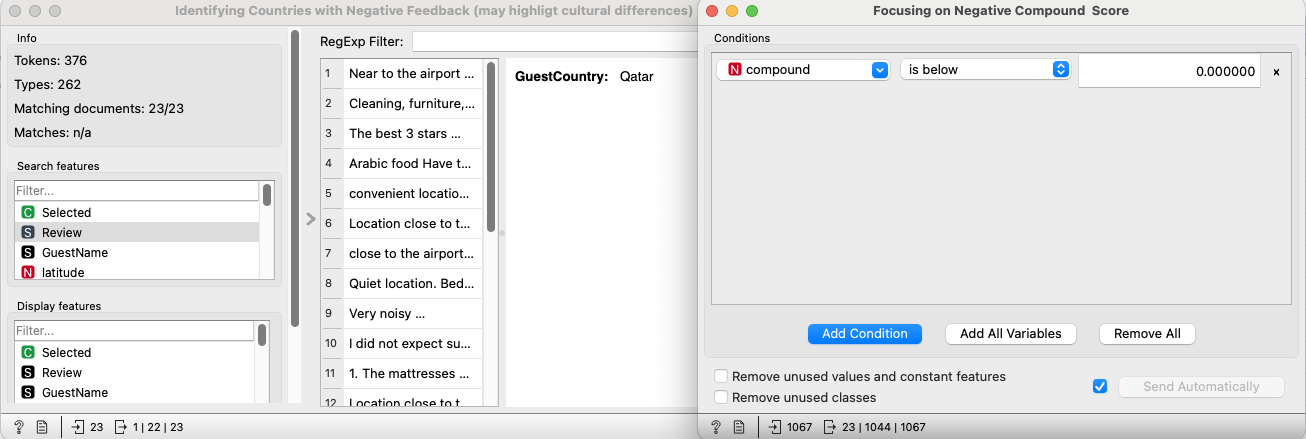 Identifying Countries with Negative Feedback (may highligt cultural differences)
Info
Tokens: 376
Types: 262
Matching documents: 23/23
Matches: n/a
Search features
Filter...
C Selected
S Review
S GuestName
N latitude
Display features
Filter...
C Selected
S Review
S GuestName
23
1 | 22 | 23
RegExp Filter:
1 Near to the airport ...
2 Cleaning, furniture,...
3 The best 3 stars ...
4 Arabic food Have t...
5 convenient locatio...
6 Location close to t...
7 close to the airport...
8 Quiet location. Bed...
9 Very noisy ...
10 I did not expect su...
11 1. The mattresses ...
12 Location close to t...
GuestCountry: Qatar
Focusing on Negative Compound Score
Conditions
N compound is below 0.000000 ×
Add Condition Add All Variables Remove All
Remove unused values and constant features
Remove unused classes
Send Automatically
? 1067 23 | 1044 | 1067